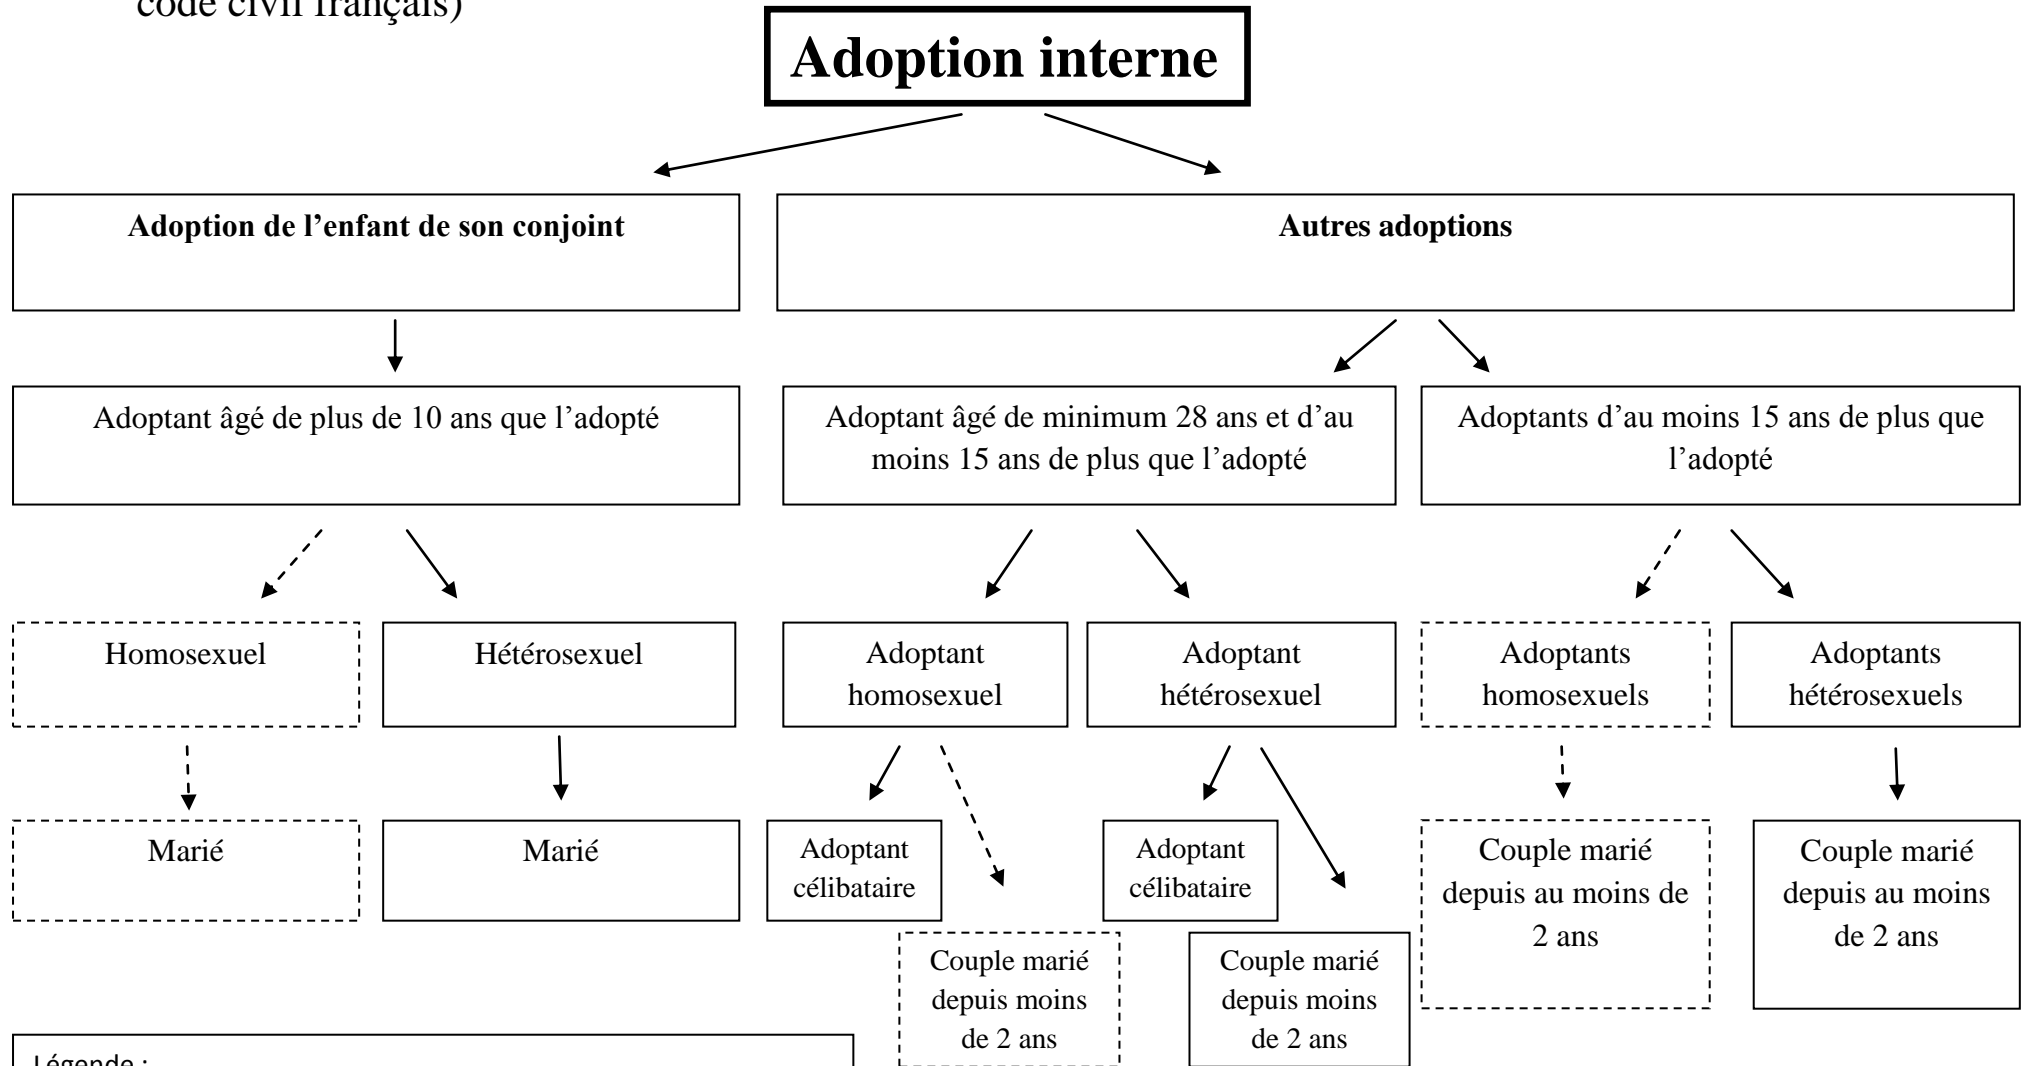 code civil français)
Adoption interne
Adoption de l’enfant de son conjoint
Autres adoptions
Adoptant âgé de plus de 10 ans que l’adopté
Adoptant âgé de minimum 28 ans et d’au
moins 15 ans de plus que l’adopté
Adoptants d’au moins 15 ans de plus que
l’adopté
Homosexuel
Hétérosexuel
Adoptant
homosexuel
Adoptant
hétérosexuel
Adoptants
homosexuels
Adoptants
hétérosexuels
Marié
Marié
Adoptant
célibataire
Couple marié
depuis moins
de 2 ans
Adoptant
célibataire
Couple marié
depuis moins
de 2 ans
Couple marié
depuis au moins de
2 ans
Couple marié
depuis au moins
de 2 ans
Légende :